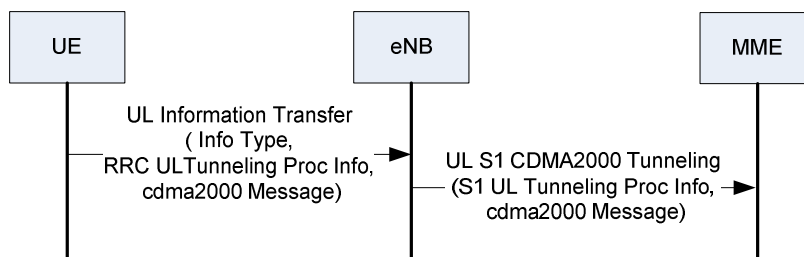 UE
eNB
MME
UL Information Transfer
( Info Type,
RRC ULTunneling Proc Info,
cdma2000 Message)
UL S1 CDMA2000 Tunneling
(S1 UL Tunneling Proc Info,
cdma2000 Message)